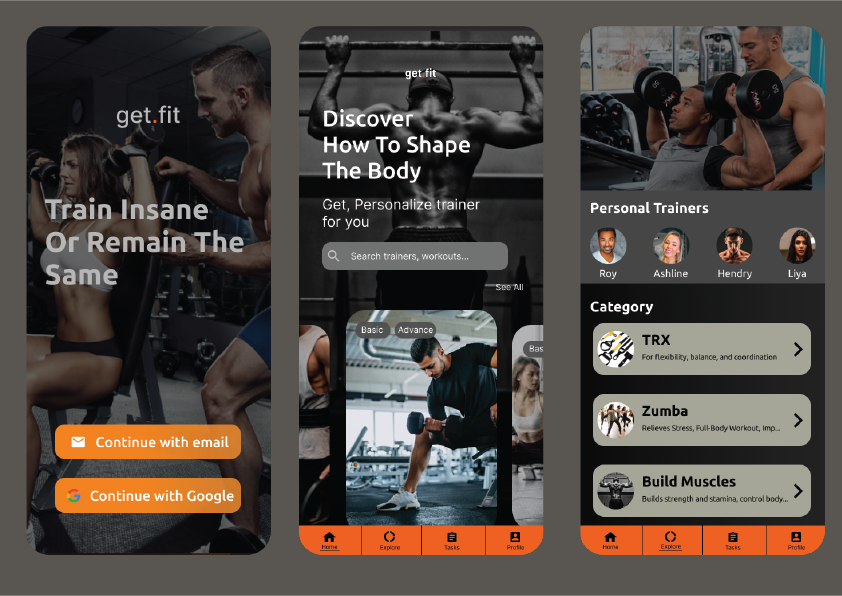 get.fit
Train Insane
Or Remain The
Same
Continue with email
Continue with Google
get.fit
Discover
How To Shape
The Body
Get, Personalize trainer
for you
Search trainers, workouts...
See All
Basic
Advance
Bas
Home
Explore
Tasks
Profile
Personal Trainers
Roy
Ashline
Hendry
Liya
Category
TRX
For flexibility, balance, and coordination
Zumba
Relieves Stress, Full-Body Workout, Imp...
Build Muscles
Builds strength and stamina, control body...
Home
Explore
Tasks
Profile